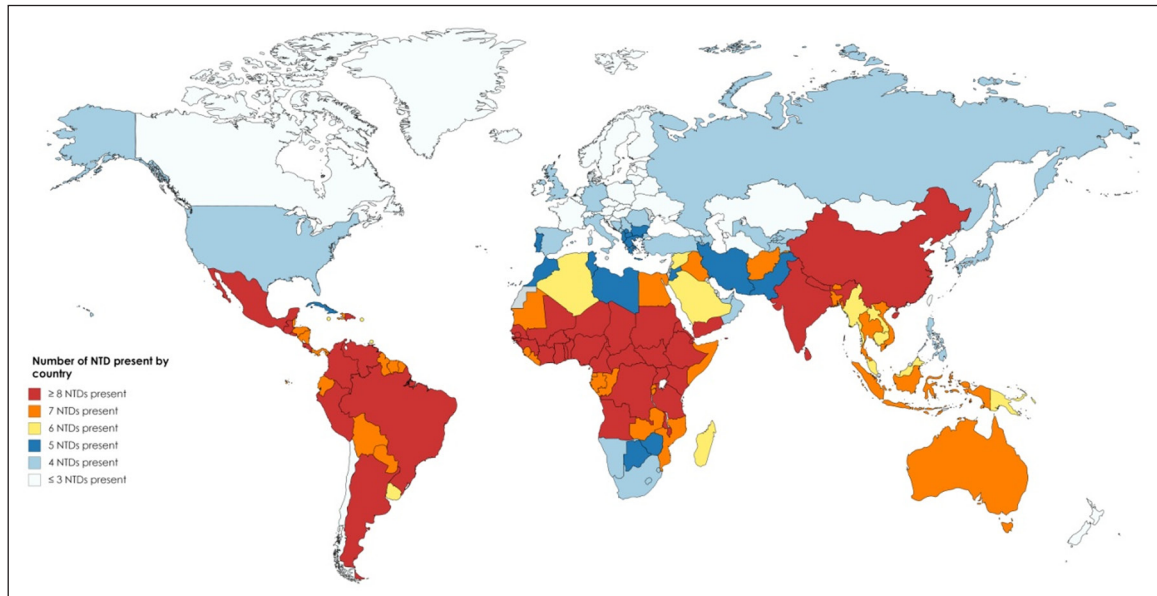 Number of NTD present by
country
≥ 8 NTDs present
7 NTDs present
6 NTDs present
5 NTDs present
4 NTDs present
≤ 3 NTDs present